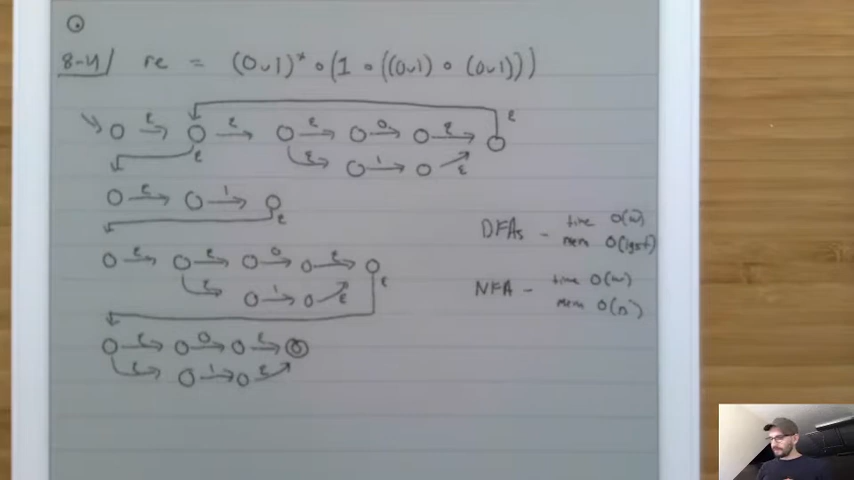 8-4/ re = (0∪1)* ∘ (1 ∘ ((0∪1) ∘ (0∪1)))
ε ε ε 0 ε ε
ε ε 1 ε
ε 1 ε
ε ε 0 ε ε
ε 1 ε
ε 0 ε
ε 1 ε
DFAs - time O(w)
mem
NFA - time O(w)
mem O(n)